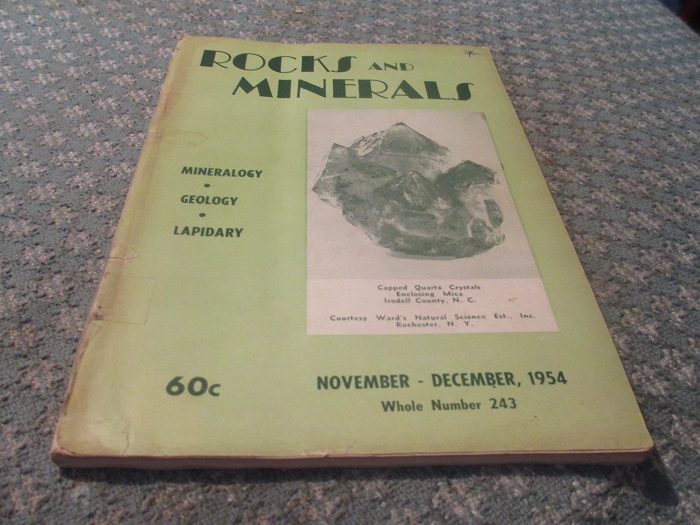 ROCKS AND
MINERALS
MINERALOGY
•
GEOLOGY
•
LAPIDARY
Capped Quartz Crystals
Enclosing Mica
Iredell County, N. C.
Courtesy Ward's Natural Science Est., Inc.
Rochester, N. Y.
60c
NOVEMBER - DECEMBER, 1954
Whole Number 243